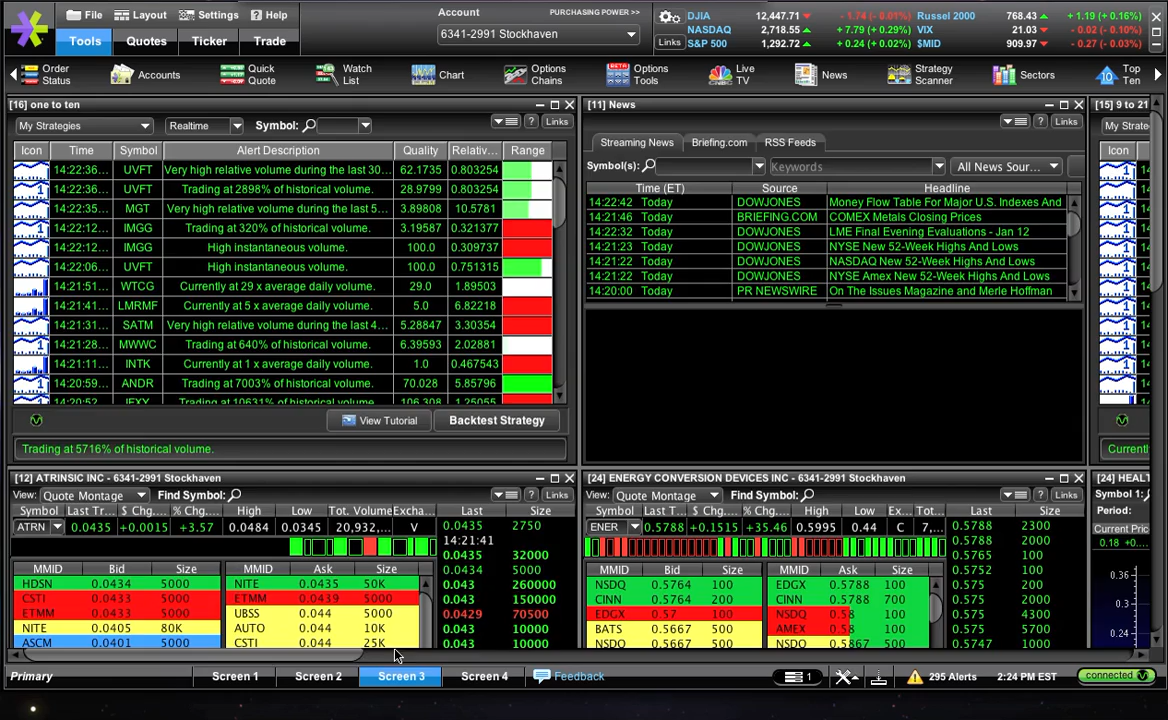 File Layout Settings Help
Tools Quotes Ticker Trade
Account PURCHASING POWER >>
6341-2991 Stockhaven
Links
DJIA 12,447.71 - 1.74 (- 0.01%) Russel 2000 768.43 + 1.19 (+ 0.16%)
NASDAQ 2,718.55 + 7.79 (+ 0.29%) VIX 21.03 - 0.02 (- 0.10%)
S&P 500 1,292.72 + 0.24 (+ 0.02%) $MID 909.97 - 0.27 (- 0.03%)
Order Status Accounts Quick Quote Watch List Chart Options Chains BETA Options Tools Live TV News Strategy Scanner Sectors 10 Top Ten
[16] one to ten
My Strategies Realtime Symbol: ? Links
Icon Time Symbol Alert Description Quality Relativ... Range
14:22:36... UVFT Very high relative volume during the last 30... 62.1735 0.803254
14:22:36... UVFT Trading at 2898% of historical volume. 28.9799 0.803254
14:22:35... MGT Very high relative volume during the last 5... 3.89808 10.5781
14:22:12... IMGG Trading at 320% of historical volume. 3.19587 0.321377
14:22:12... IMGG High instantaneous volume. 100.0 0.309737
14:22:06... UVFT High instantaneous volume. 100.0 0.751315
14:21:51... WTCG Currently at 29 x average daily volume. 29.0 1.89503
14:21:41... LMRMF Currently at 5 x average daily volume. 5.0 6.82218
14:21:31... SATM Very high relative volume during the last 4... 5.28847 3.30354
14:21:28... MWWC Trading at 640% of historical volume. 6.39593 2.02881
14:21:11... INTK Currently at 1 x average daily volume. 1.0 0.467543
14:20:59... ANDR Trading at 7003% of historical volume. 70.028 5.85796
14:20:52... Trading at 10631% of historical volume. 106.308 1.25055
View Tutorial Backtest Strategy
Trading at 5716% of historical volume.
[11] News
? Links
Streaming News Briefing.com RSS Feeds
Symbol(s): Keywords All News Sour...
Time (ET) Source Headline
14:22:42 Today DOWJONES Money Flow Table For Major U.S. Indexes And
14:21:46 Today BRIEFING.COM COMEX Metals Closing Prices
14:22:32 Today DOWJONES LME Final Evening Evaluations - Jan 12
14:21:23 Today DOWJONES NYSE New 52-Week Highs And Lows
14:21:22 Today DOWJONES NASDAQ New 52-Week Highs And Lows
14:21:22 Today DOWJONES NYSE Amex New 52-Week Highs And Lows
14:20:00 Today PR NEWSWIRE On The Issues Magazine and Merle Hoffman
[15] 9 to 21
My Strate
Icon
Currentl
[12] ATRINSIC INC - 6341-2991 Stockhaven
View: Quote Montage Find Symbol: ? Links
Symbol Last Tr... $ Chg... % Chg... High Low Tot. Volume Excha... Last Size
ATRN 0.0435 +0.0015 +3.57 0.0484 0.0345 20,932,... V 0.0435 2750
14:21:41
0.0435 32000
MMID Bid Size MMID Ask Size 0.0434 5000
HDSN 0.0434 5000 NITE 0.0435 50K 0.043 260000
CSTI 0.0433 5000 ETMM 0.0439 5000 0.043 150000
ETMM 0.0433 5000 UBSS 0.044 5000 0.0429 70500
NITE 0.0405 80K AUTO 0.044 10K 0.043 10000
ASCM 0.0401 5000 CSTI 0.044 25K 0.043 10000
[24] ENERGY CONVERSION DEVICES INC - 6341-2991 Stockhaven
View: Quote Montage Find Symbol: ? Links
Symbol Last Tr... $ Chg... % Chg... High Low Ex... Tot... Last Size
ENER 0.5788 +0.1515 +35.46 0.5995 0.44 C 7,... 0.5788 2300
0.5788 2000
0.5765 100
MMID Bid Size MMID Ask Size 0.5752 100
NSDQ 0.5764 100 EDGX 0.5788 100 0.575 200
CINN 0.5764 200 CINN 0.5788 700 0.575 2000
EDGX 0.57 100 NSDQ 0.58 100 0.575 4300
BATS 0.5667 500 AMEX 0.58 100 0.575 5700
NSDQ 0.5667 500 NSDQ 0.5867 500 0.575 1000
[24] HEAL
Symbol 1:
Period:
Current Pric
0.18 +0....
0.36
0.3
0.24
Primary Screen 1 Screen 2 Screen 3 Screen 4 Feedback 1 295 Alerts 2:24 PM EST connected